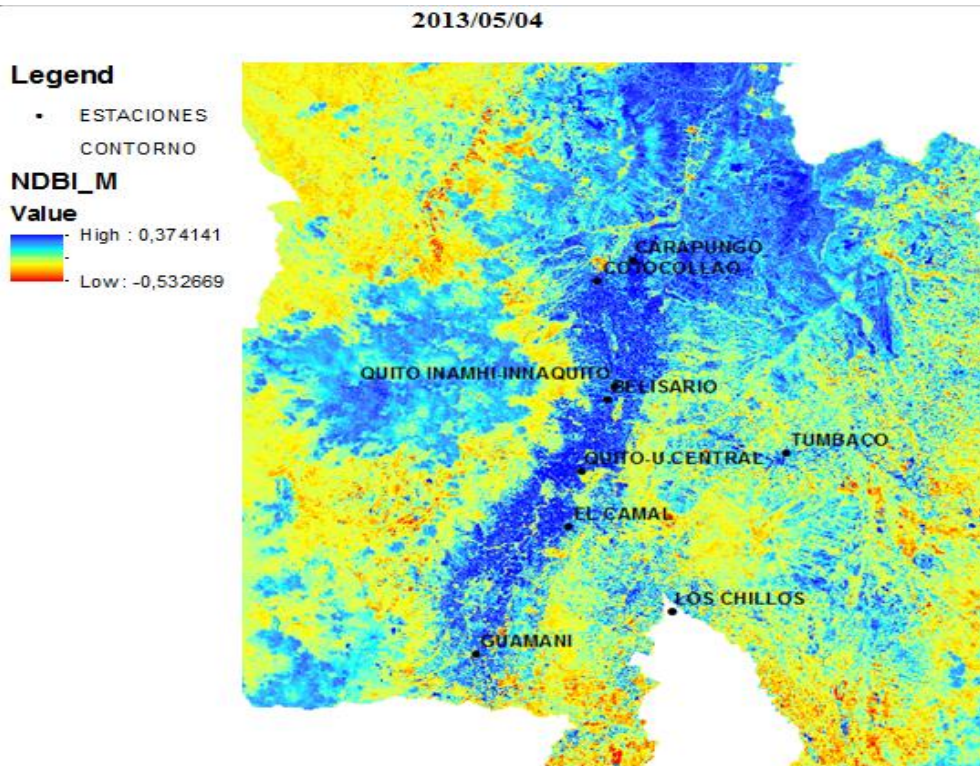 2013/05/04
Legend
ESTACIONES
CONTORNO
NDBI_M
Value
High : 0,374141
Low : -0,532669
CARAPUNGO
COTOCOLLAO
QUITO INAMHI-INNAQUITO
BELISARIO
TUMBACO
QUITO-U.CENTRAL
EL CAMAL
LOS CHILLOS
GUAMANI